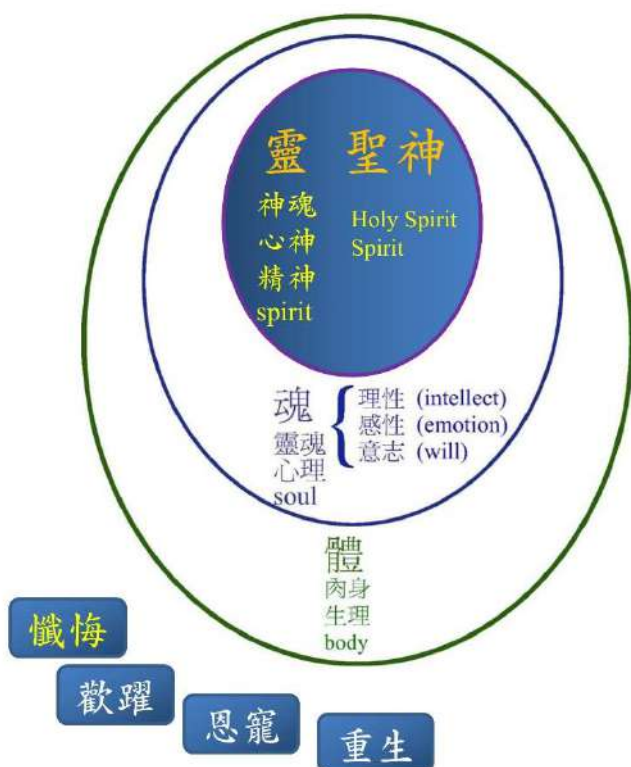 靈 聖神
神魂
心神
精神
spirit
Holy Spirit
Spirit
魂
靈魂
心理
soul
理性 (intellect)
感性 (emotion)
意志 (will)
體
肉身
生理
body
懺悔
歡躍
恩寵
重生